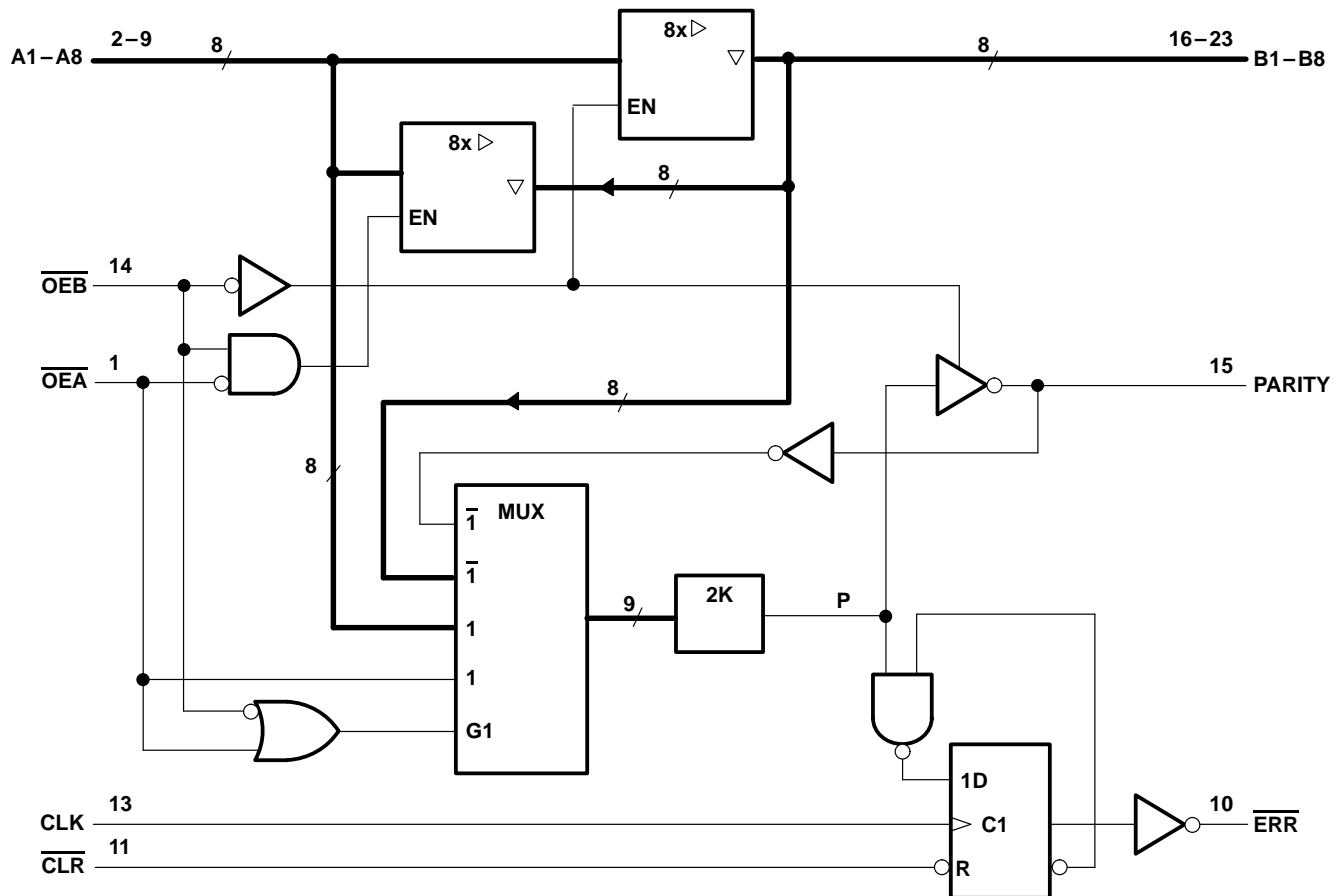 8x
2–9
8
8
16–23
A1–A8
B1–B8
EN
8x
8
EN
14
OEB
1
OEA
15
PARITY
8
8
MUX
1
1
1
1
G1
9
2K
P
1D
13
CLK
C1
10
ERR
11
CLR
R